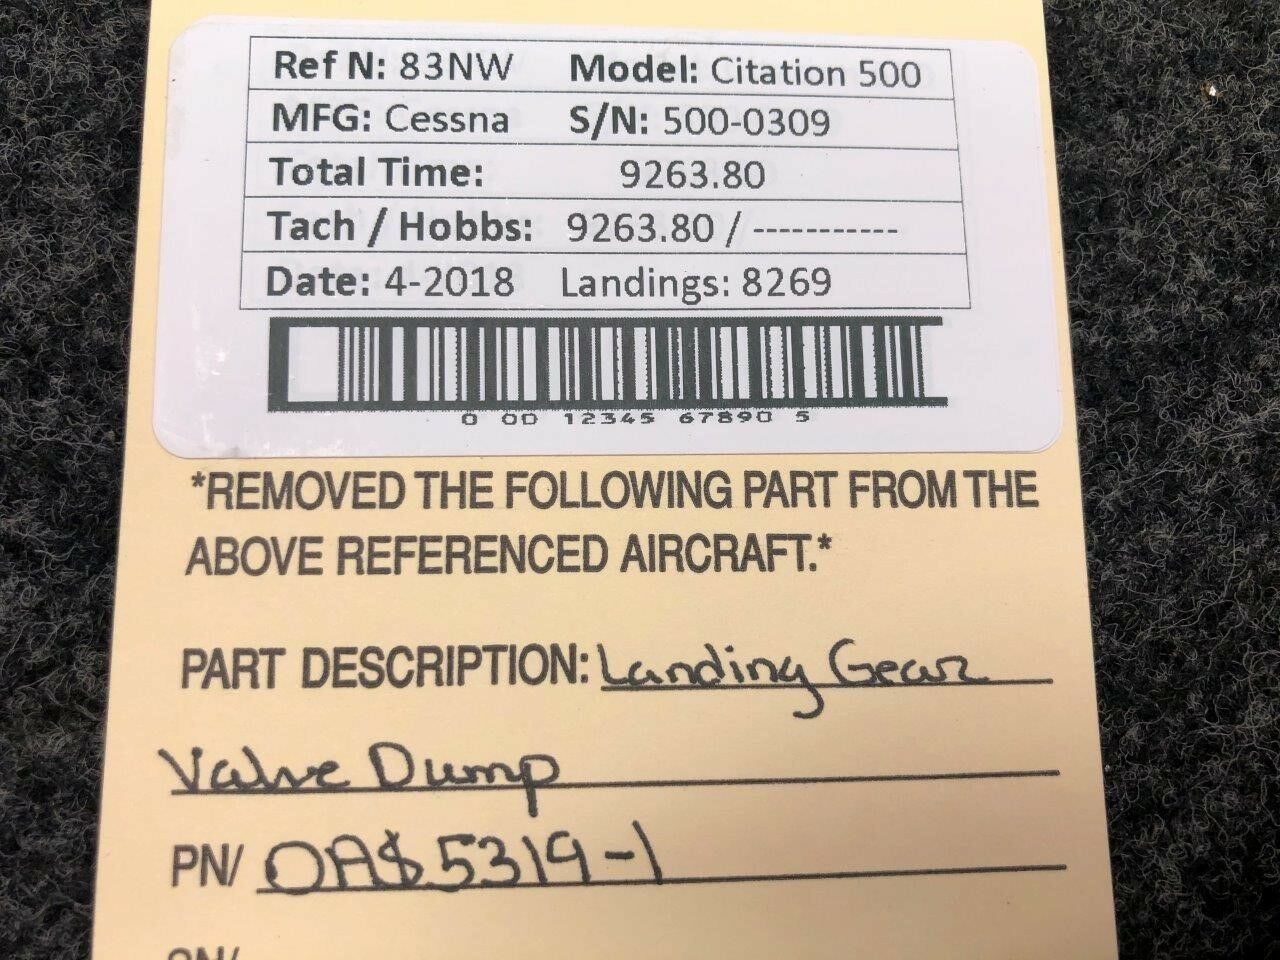 Ref N: 83NW Model: Citation 500
MFG: Cessna S/N: 500-0309
Total Time: 9263.80
Tach / Hobbs: 9263.80 / -----------
Date: 4-2018 Landings: 8269
0 00 12345 67890 5
*REMOVED THE FOLLOWING PART FROM THE
ABOVE REFERENCED AIRCRAFT.*
PART DESCRIPTION: Landing Gear
Valve Dump
PN/ OA$5319-1